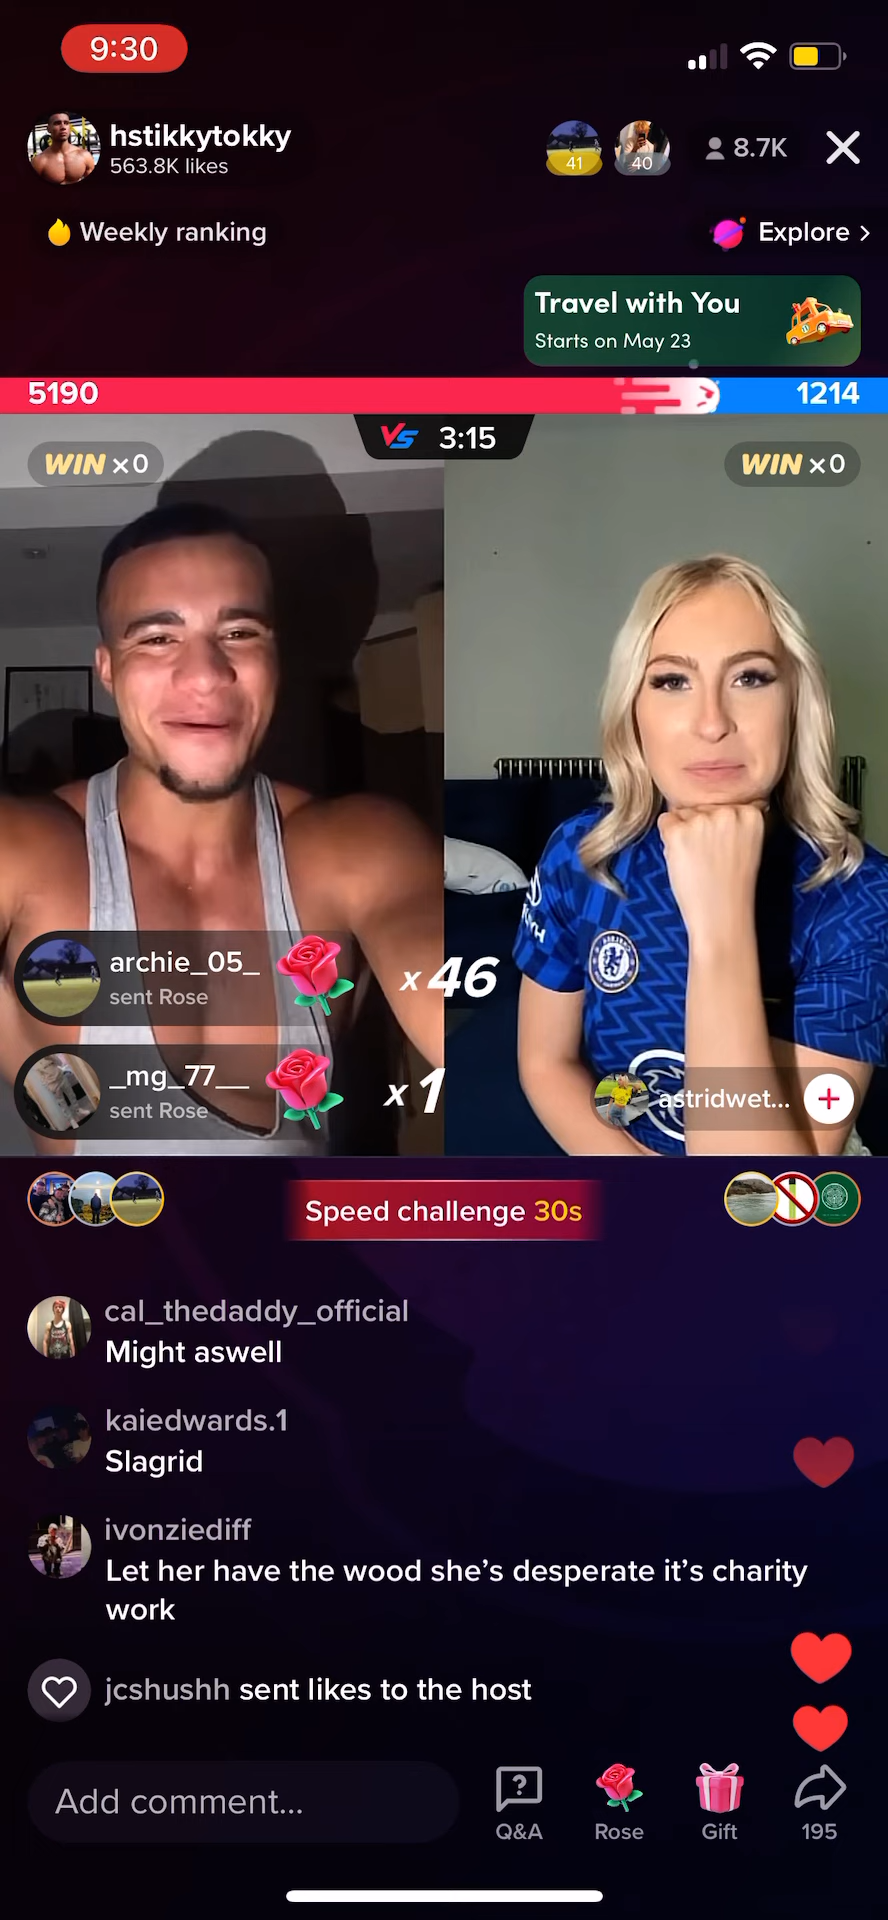 9:30
hstikkytokky
563.8K likes
41
40
8.7K
Weekly ranking
Explore >
Travel with You
Starts on May 23
5190
1214
VS 3:15
WIN x0
WIN x0
archie_05_
sent Rose
x46
_mg_77__
sent Rose
x1
astridwet...
Speed challenge 30s
cal_thedaddy_official
Might aswell
kaiedwards.1
Slagrid
ivonziediff
Let her have the wood she's desperate it's charity
work
jcshushh sent likes to the host
Add comment...
Q&A
Rose
Gift
195